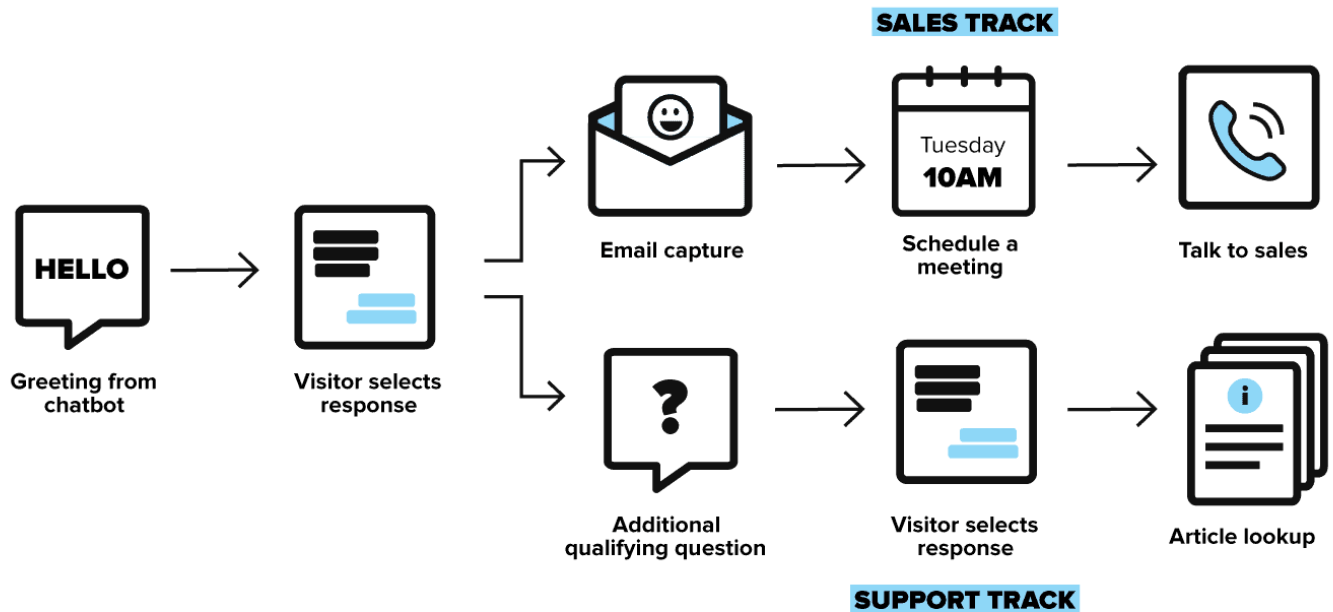 SALES TRACK
Tuesday
10AM
HELLO
Email capture
Schedule a
meeting
Talk to sales
Greeting from
chatbot
Visitor selects
response
?
i
Additional
qualifying question
Visitor selects
response
Article lookup
SUPPORT TRACK